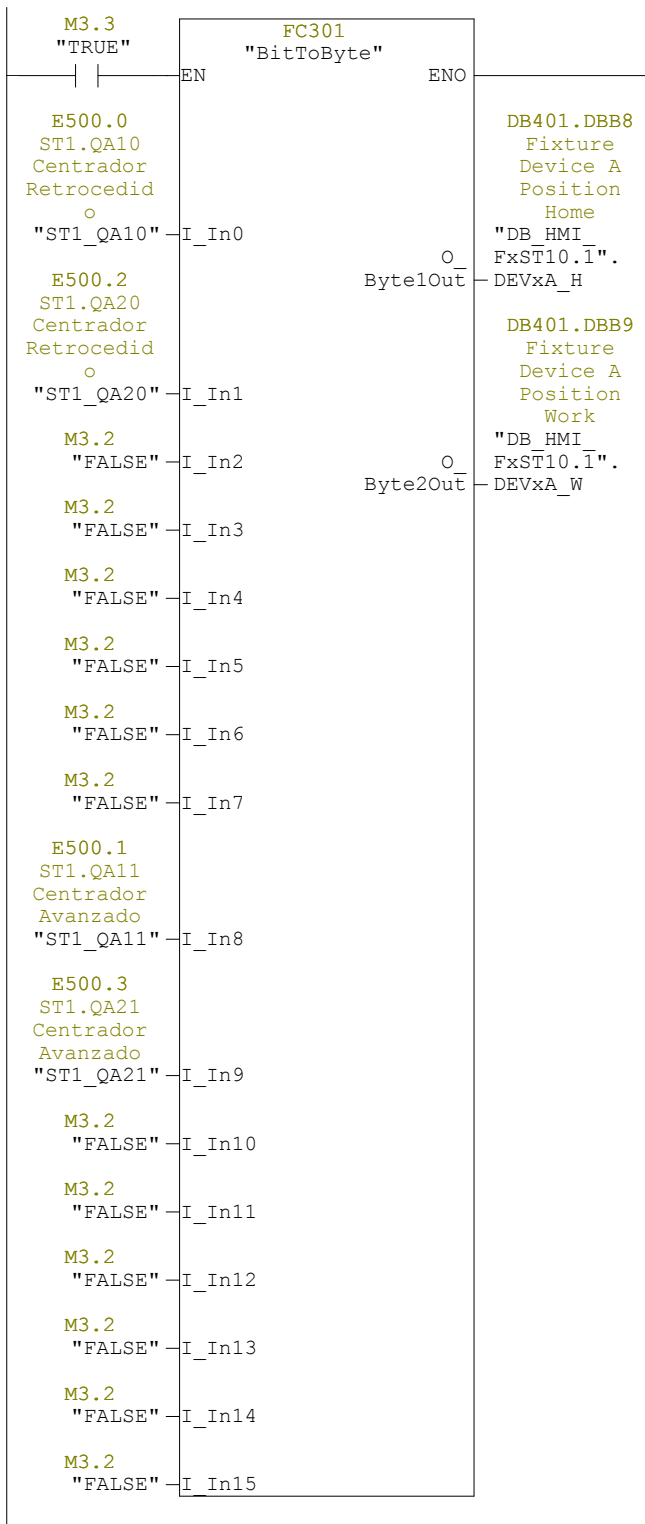 M3.3
"TRUE"
FC301
"BitToByte"
EN
ENO
E500.0
ST1.QA10
Centrador
Retrocedid
o
"ST1_QA10"
I_In0
DB401.DBB8
Fixture
Device A
Position
Home
"DB_HMI_
FxST10.1".
DEVxA_H
O_
Byte1Out
E500.2
ST1.QA20
Centrador
Retrocedid
o
"ST1_QA20"
I_In1
DB401.DBB9
Fixture
Device A
Position
Work
"DB_HMI_
FxST10.1".
DEVxA_W
O_
Byte2Out
M3.2
"FALSE"
I_In2
M3.2
"FALSE"
I_In3
M3.2
"FALSE"
I_In4
M3.2
"FALSE"
I_In5
M3.2
"FALSE"
I_In6
M3.2
"FALSE"
I_In7
E500.1
ST1.QA11
Centrador
Avanzado
"ST1_QA11"
I_In8
E500.3
ST1.QA21
Centrador
Avanzado
"ST1_QA21"
I_In9
M3.2
"FALSE"
I_In10
M3.2
"FALSE"
I_In11
M3.2
"FALSE"
I_In12
M3.2
"FALSE"
I_In13
M3.2
"FALSE"
I_In14
M3.2
"FALSE"
I_In15